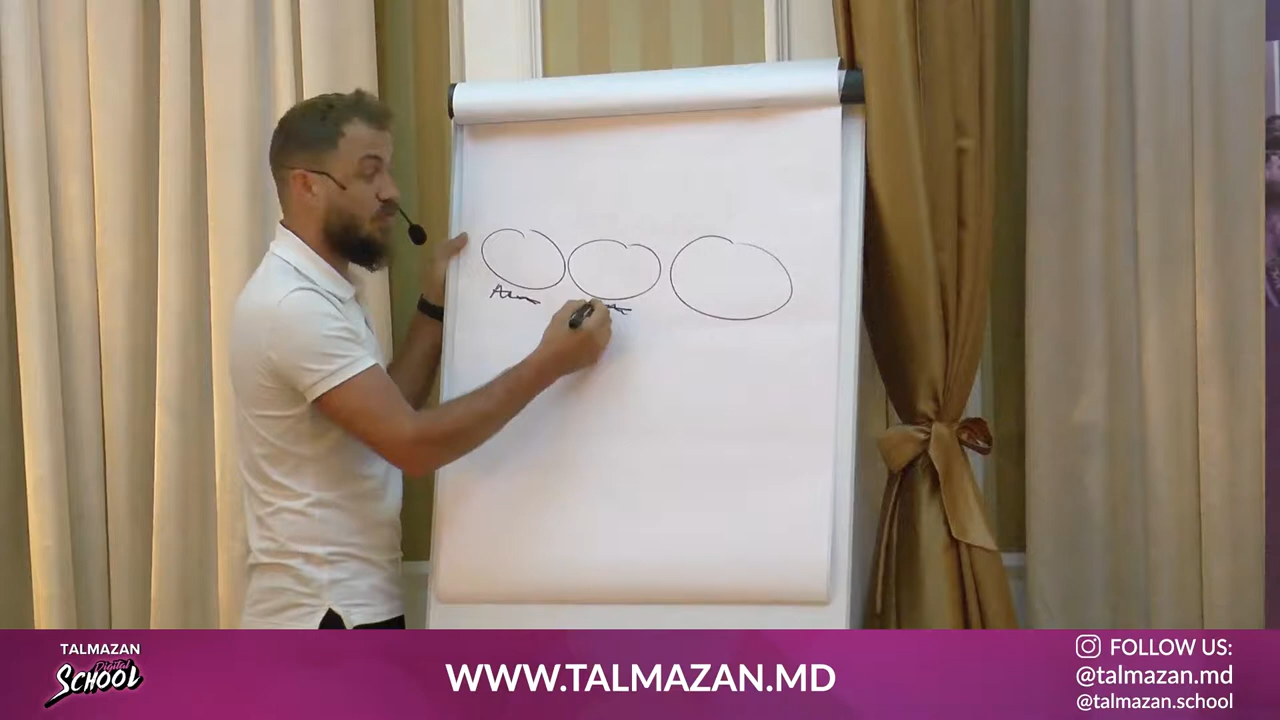 TALMAZAN
Digital
SCHOOL
WWW.TALMAZAN.MD
FOLLOW US:
@talmazan.md
@talmazan.school